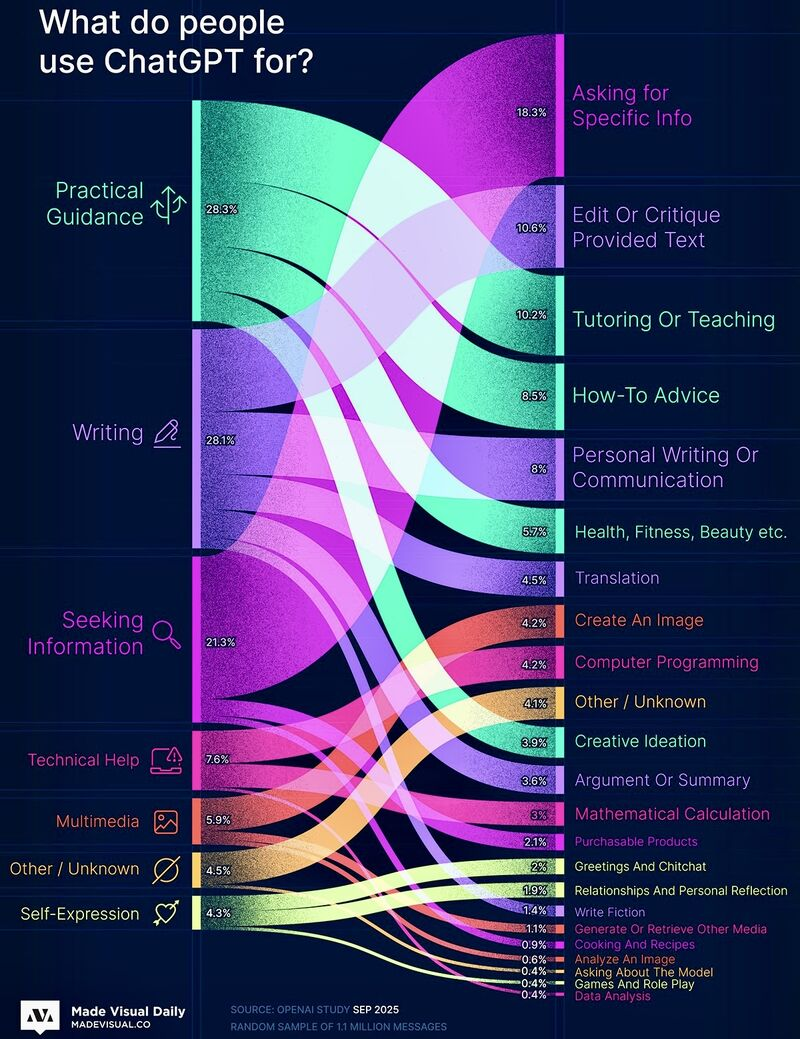 What do people
use ChatGPT for?
Practical
Guidance
28.3%
Writing
28.1%
Seeking
Information
21.3%
Technical Help
7.6%
Multimedia
5.9%
Other / Unknown
4.5%
Self-Expression
4.3%
18.3%
Asking for
Specific Info
10.6%
Edit Or Critique
Provided Text
10.2%
Tutoring Or Teaching
8.5%
How-To Advice
8%
Personal Writing Or
Communication
5.7%
Health, Fitness, Beauty etc.
4.5%
Translation
4.2%
Create An Image
4.2%
Computer Programming
4.1%
Other / Unknown
3.9%
Creative Ideation
3.6%
Argument Or Summary
3%
Mathematical Calculation
2.1%
Purchasable Products
2%
Greetings And Chitchat
1.9%
Relationships And Personal Reflection
1.4%
Write Fiction
1.1%
Generate Or Retrieve Other Media
0.9%
Cooking And Recipes
0.6%
Analyze An Image
0.4%
Asking About The Model
0.4%
Games And Role Play
0.4%
Data Analysis
Made Visual Daily
MADEVISUAL.CO
SOURCE: OPENAI STUDY SEP 2025
RANDOM SAMPLE OF 1.1 MILLION MESSAGES